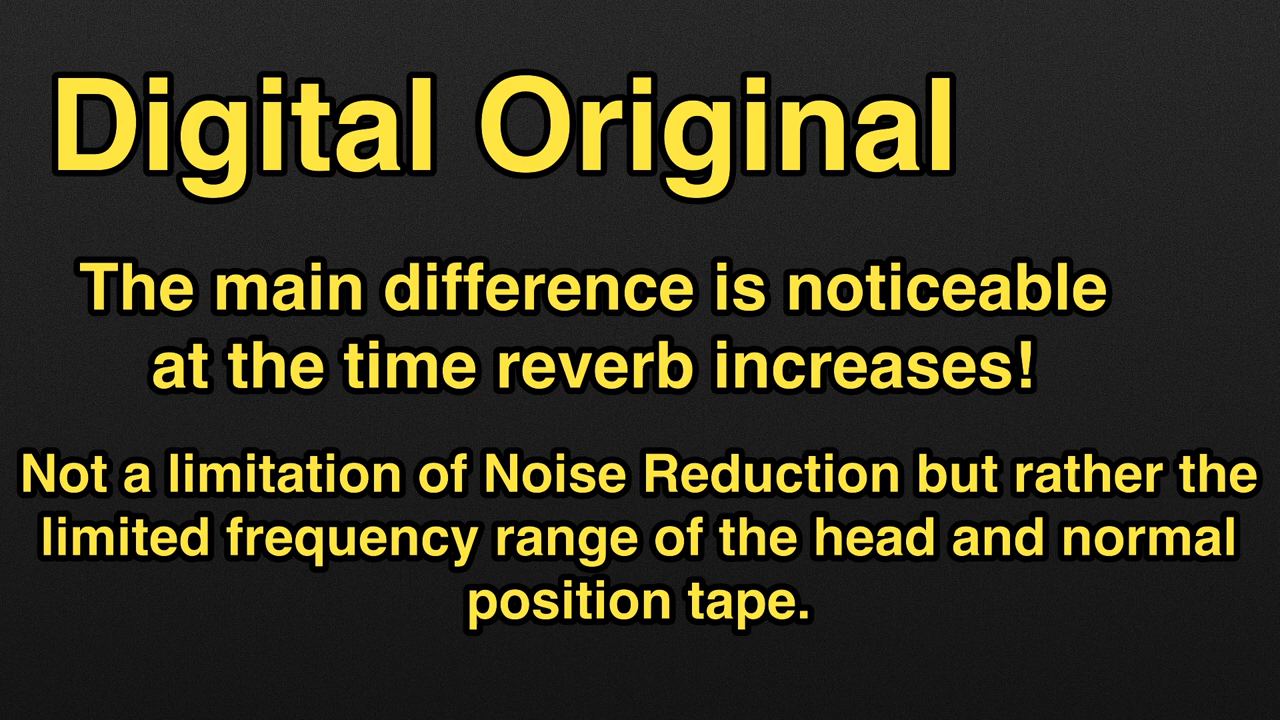 Digital Original
The main difference is noticeable
at the time reverb increases!
Not a limitation of Noise Reduction but rather the
limited frequency range of the head and normal
position tape.